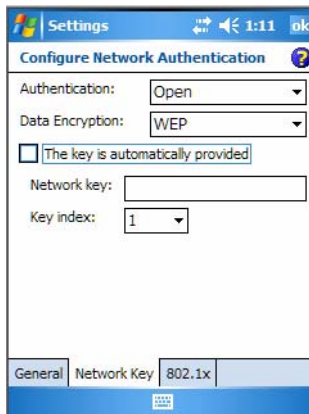 Settings 1:11 ok
Configure Network Authentication ?
Authentication: Open
Data Encryption: WEP
The key is automatically provided
Network key:
Key index: 1
General Network Key 802.1x